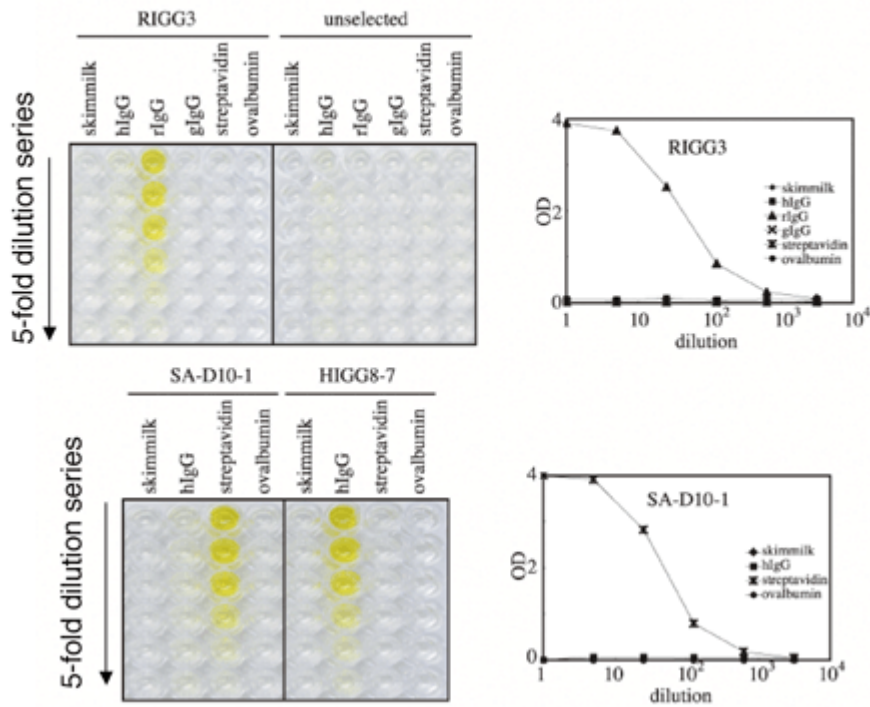 RIGG3 unselected
skimmilk hIgG rIgG gIgG streptavidin ovalbumin skimmilk hIgG rIgG gIgG streptavidin ovalbumin
5-fold dilution series
4
2
0
OD
RIGG3
skimmilk
hIgG
rIgG
gIgG
streptavidin
ovalbumin
1 10 10² 10³ 10⁴
dilution
SA-D10-1 HIGG8-7
skimmilk hIgG streptavidin ovalbumin skimmilk hIgG streptavidin ovalbumin
5-fold dilution series
4
2
0
OD
SA-D10-1
skimmilk
hIgG
streptavidin
ovalbumin
1 10 10² 10³ 10⁴
dilution